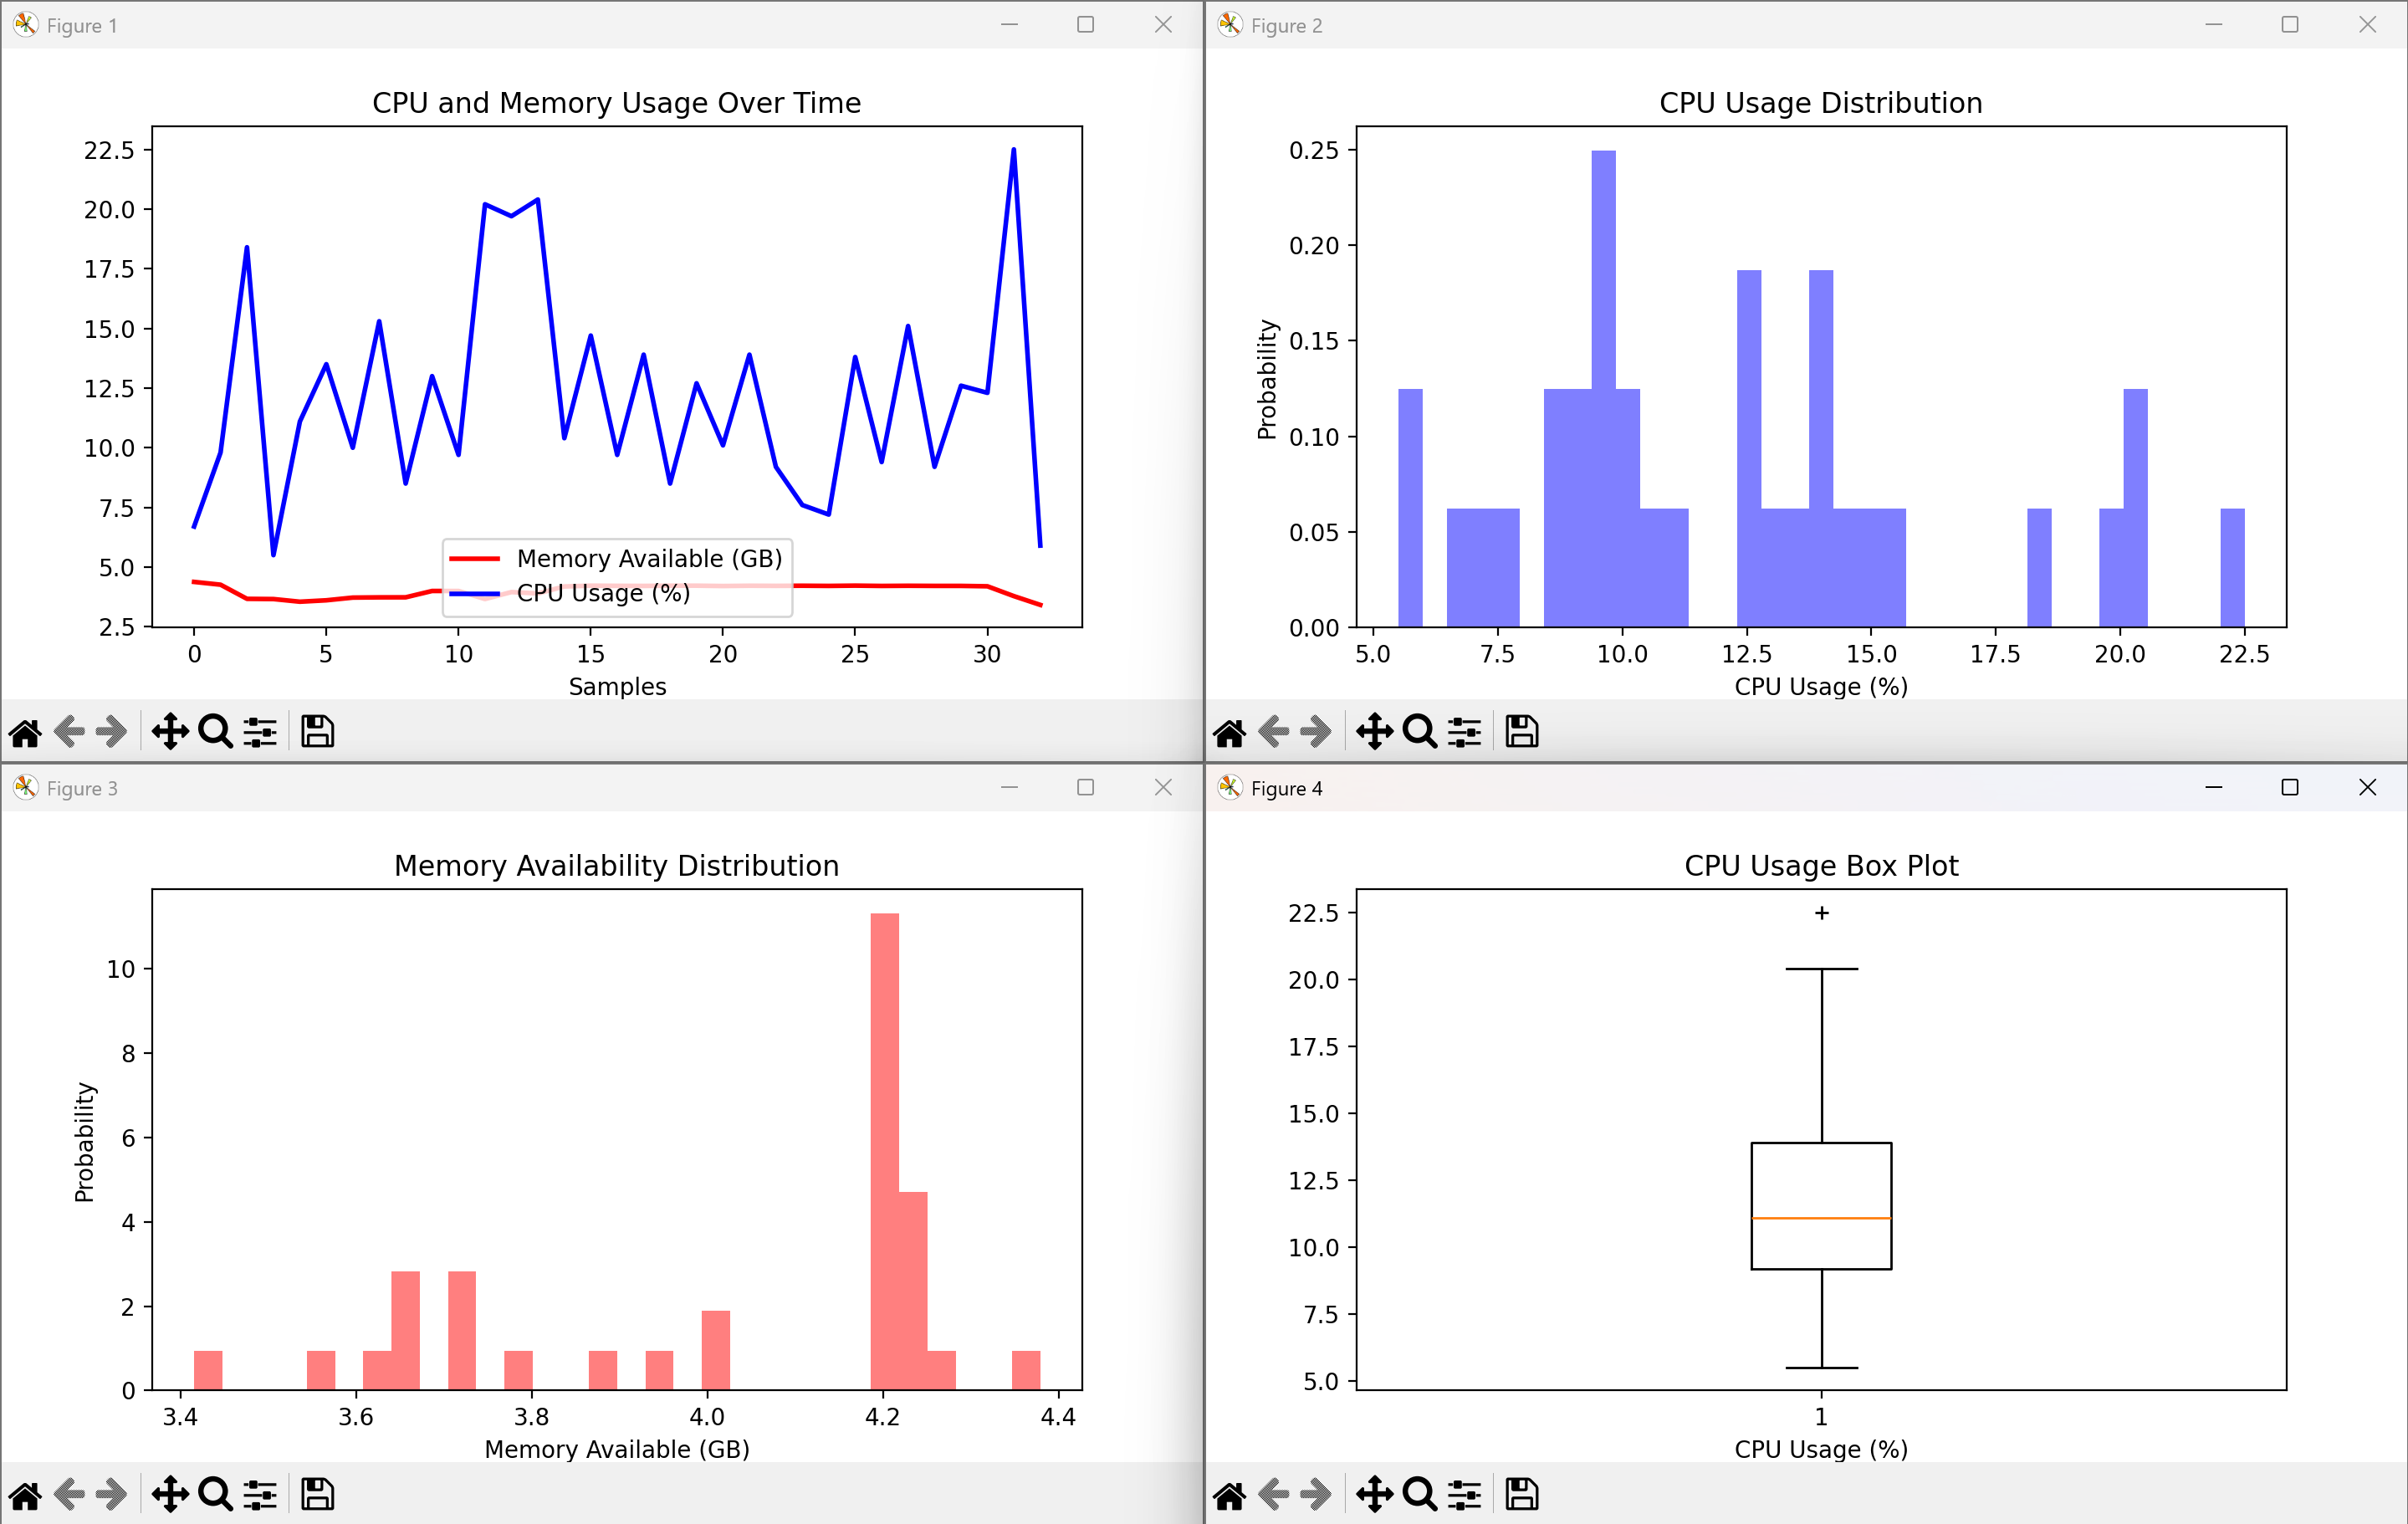 Figure 1
CPU and Memory Usage Over Time
22.5
20.0
17.5
15.0
12.5
10.0
7.5
5.0
2.5
Memory Available (GB)
CPU Usage (%)
0 5 10 15 20 25 30
Samples
Figure 2
CPU Usage Distribution
Probability
0.25
0.20
0.15
0.10
0.05
0.00
5.0 7.5 10.0 12.5 15.0 17.5 20.0 22.5
CPU Usage (%)
Figure 3
Memory Availability Distribution
Probability
10
8
6
4
2
0
3.4 3.6 3.8 4.0 4.2 4.4
Memory Available (GB)
Figure 4
CPU Usage Box Plot
22.5
20.0
17.5
15.0
12.5
10.0
7.5
5.0
1
CPU Usage (%)